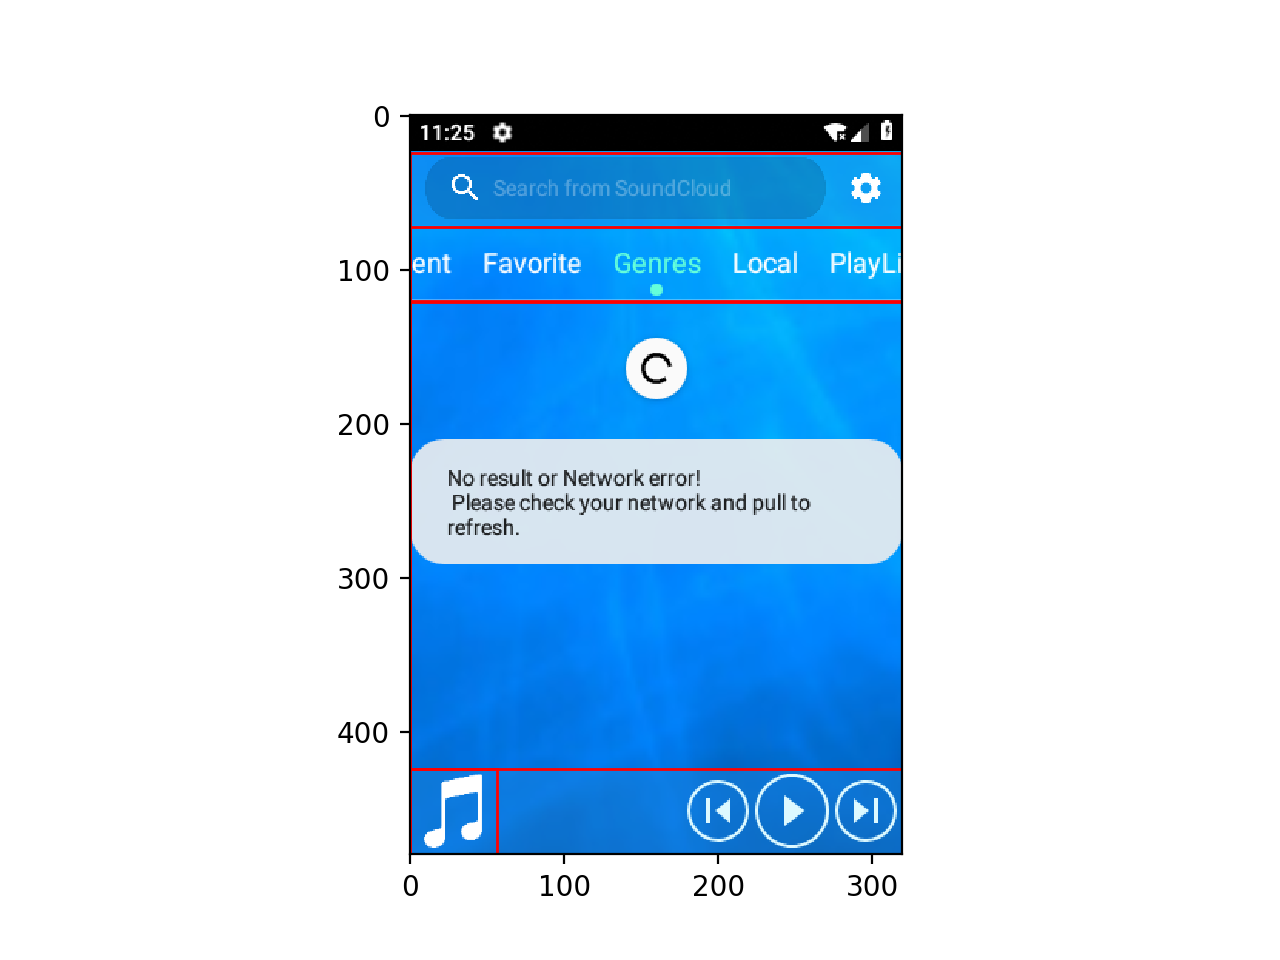 0
11:25
Search from SoundCloud
100
ent Favorite Genres Local PlayLi
200
No result or Network error!
Please check your network and pull to
refresh.
300
400
0 100 200 300